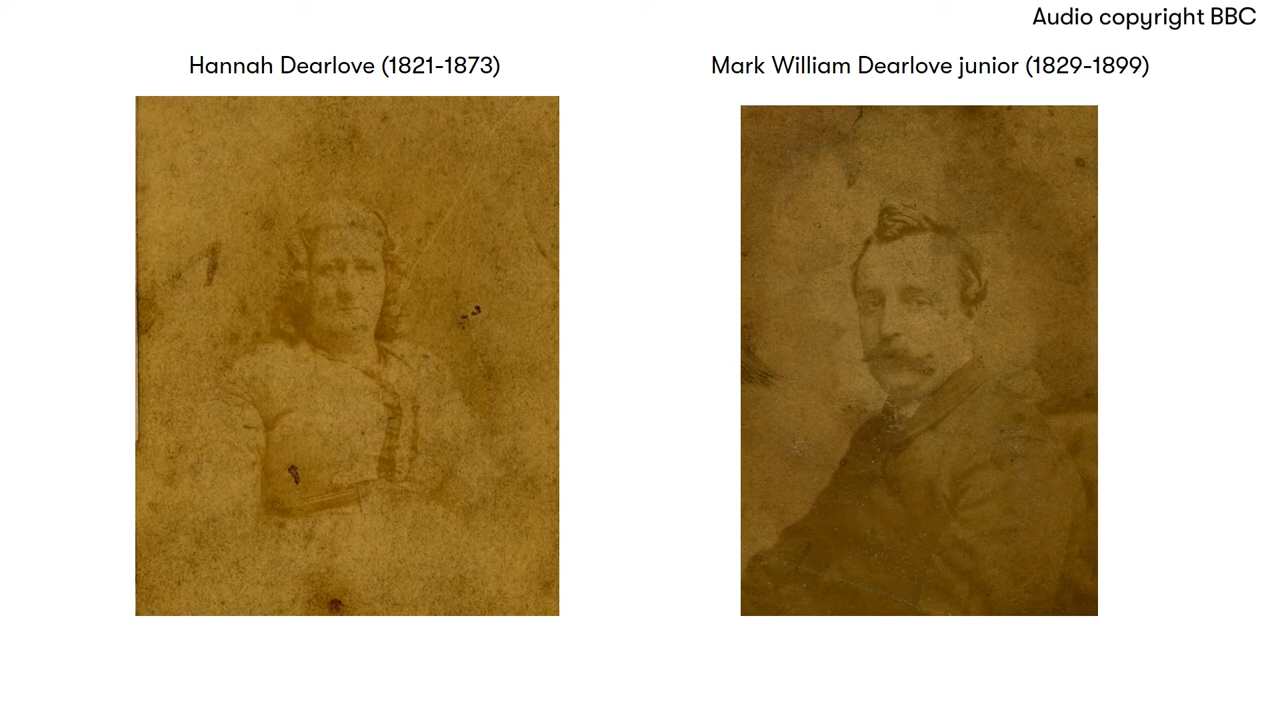 Audio copyright BBC
Hannah Dearlove (1821-1873)
Mark William Dearlove junior (1829-1899)